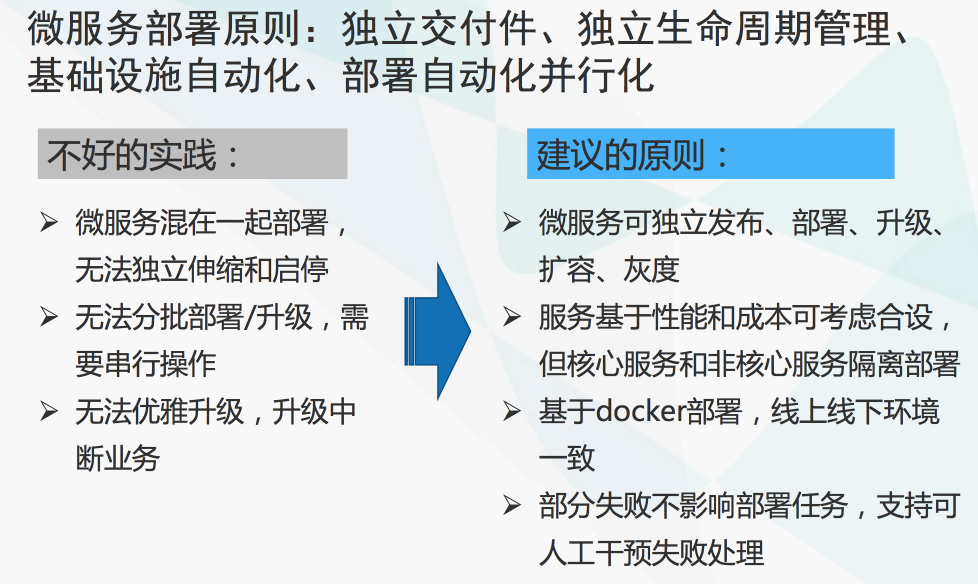 微服务部署原则：独立交付件、独立生命周期管理、
基础设施自动化、部署自动化并行化
不好的实践：
微服务混在一起部署，
无法独立伸缩和启停
无法分批部署/升级，需
要串行操作
无法优雅升级，升级中
断业务
建议的原则：
微服务可独立发布、部署、升级、
扩容、灰度
服务基于性能和成本可考虑合设，
但核心服务和非核心服务隔离部署
基于docker部署，线上线下环境
一致
部分失败不影响部署任务，支持可
人工干预失败处理